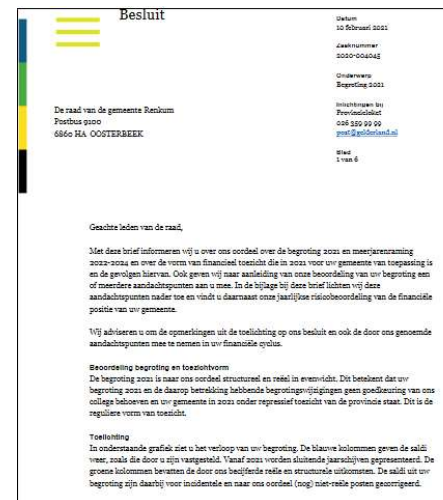 Besluit
Datum
10 februari 2021
Zaaknummer
2020-004045
Onderwerp
Begroting 2021
Inlichtingen bij
Provincieloket
026 359 99 99
post@gelderland.nl
Blad
1 van 6
De raad van de gemeente Renkum
Postbus 9100
6860 HA OOSTERBEEK
Geachte leden van de raad,
Met deze brief informeren wij u over ons oordeel over de begroting 2021 en meerjarenraming
2022-2024 en over de vorm van financieel toezicht die in 2021 voor uw gemeente van toepassing is
en de gevolgen hiervan. Ook geven wij naar aanleiding van onze beoordeling van uw begroting een
of meerdere aandachtspunten aan u mee. In de bijlage bij deze brief lichten wij deze
aandachtspunten nader toe en vindt u daarnaast onze jaarlijkse risicobeoordeling van de financiële
positie van uw gemeente.
Wij adviseren u om de opmerkingen uit de toelichting op ons besluit en ook de door ons genoemde
aandachtspunten mee te nemen in uw financiële cyclus.
Beoordeling begroting en toezichtvorm
De begroting 2021 is naar ons oordeel structureel en reëel in evenwicht. Dit betekent dat uw
begroting 2021 en de daarop betrekking hebbende begrotingswijzigingen geen goedkeuring van ons
college behoeven en uw gemeente in 2021 onder repressief toezicht van de provincie staat. Dit is de
reguliere vorm van toezicht.
Toelichting
In onderstaande grafiek ziet u het verloop van uw begroting. De blauwe kolommen geven de saldi
weer, zoals die door u zijn vastgesteld. Vanaf 2021 worden sluitende jaarschijven gepresenteerd. De
groene kolommen bevatten de door ons becijferde reële en structurele uitkomsten. De saldi uit uw
begroting zijn daarbij voor incidentele en naar ons oordeel (nog) niet-reële posten gecorrigeerd.